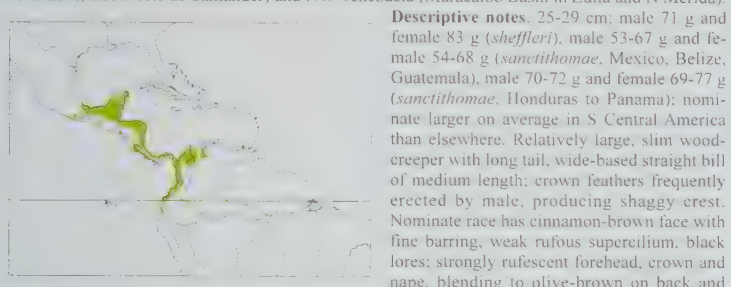 Descriptive notes. 25-29 cm; male 71 g and
female 83 g (sheffleri), male 53-67 g and fe-
male 54-68 g (sanctithomae, Mexico, Belize,
Guatemala), male 70-72 g and female 69-77 g
(sanctithomae, Honduras to Panama); nomi-
nate larger on average in S Central America
than elsewhere. Relatively large, slim wood-
creeper with long tail, wide-based straight bill
of medium length; crown feathers frequently
erected by male, producing shaggy crest.
Nominate race has cinnamon-brown face with
fine barring, weak rufous supercilium, black
lores; strongly rufescent forehead, crown and
nape, blending to olive-brown on back and